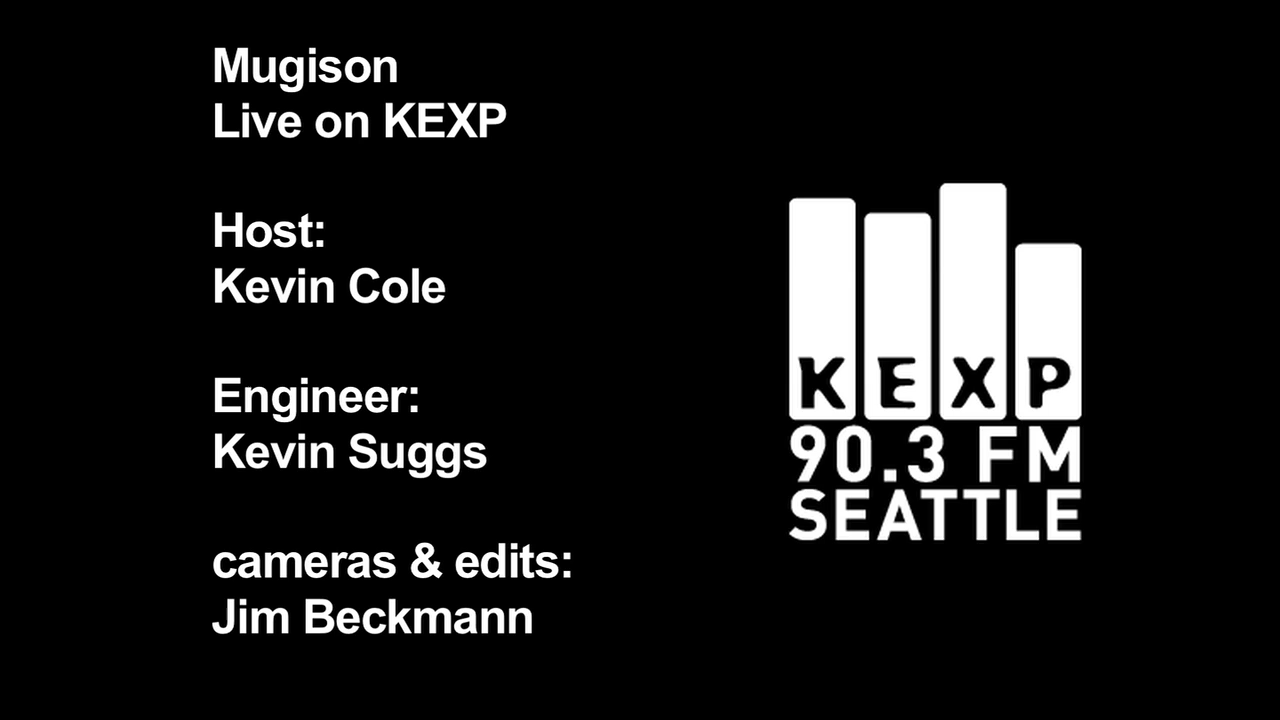 Mugison
Live on KEXP
Host:
Kevin Cole
Engineer:
Kevin Suggs
cameras & edits:
Jim Beckmann
KEXP
90.3 FM
SEATTLE